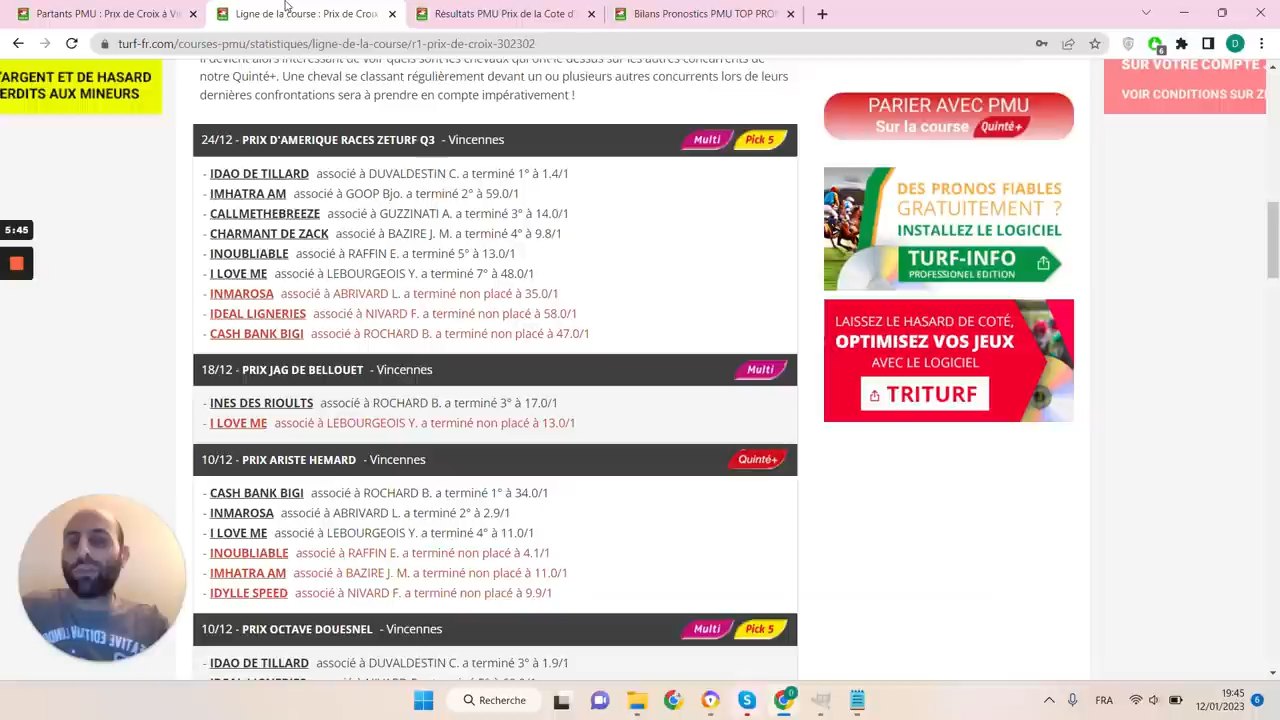 PMU : Prix de Croix à V
Ligne de la course : Prix de Croi
Résultats PMU Prix de la Cote d
Bilans Pronostics PMU TOP PRO
turf-fr.com/courses-pmu/statistiques/ligne-de-la-course/r1-prix-de-croix-302302
D
6
'ARGENT ET DE HASARD
ERDITS AUX MINEURS
notre Quinté+. Une cheval se classant régulièrement devant un ou plusieurs autres concurrents lors de leurs
dernières confrontations sera à prendre en compte impérativement !
24/12 - PRIX D'AMERIQUE RACES ZETURF Q3 - Vincennes Multi Pick 5
- IDAO DE TILLARD associé à DUVALDESTIN C. a terminé 1° à 1.4/1
- IMHATRA AM associé à GOOP Bjo. a terminé 2° à 59.0/1
- CALLMETHEBREEZE associé à GUZZINATI A. a terminé 3° à 14.0/1
- CHARMANT DE ZACK associé à BAZIRE J. M. a terminé 4° à 9.8/1
- INOUBLIABLE associé à RAFFIN E. a terminé 5° à 13.0/1
- I LOVE ME associé à LEBOURGEOIS Y. a terminé 7° à 48.0/1
- INMAROSA associé à ABRIVARD L. a terminé non placé à 35.0/1
- IDEAL LIGNERIES associé à NIVARD F. a terminé non placé à 58.0/1
- CASH BANK BIGI associé à ROCHARD B. a terminé non placé à 47.0/1
18/12 - PRIX JAG DE BELLOUET - Vincennes Multi
- INES DES RIOULTS associé à ROCHARD B. a terminé 3° à 17.0/1
- I LOVE ME associé à LEBOURGEOIS Y. a terminé non placé à 13.0/1
10/12 - PRIX ARISTE HEMARD - Vincennes Quinté+
- CASH BANK BIGI associé à ROCHARD B. a terminé 1° à 34.0/1
- INMAROSA associé à ABRIVARD L. a terminé 2° à 2.9/1
- I LOVE ME associé à LEBOURGEOIS Y. a terminé 4° à 11.0/1
- INOUBLIABLE associé à RAFFIN E. a terminé non placé à 4.1/1
- IMHATRA AM associé à BAZIRE J. M. a terminé non placé à 11.0/1
- IDYLLE SPEED associé à NIVARD F. a terminé non placé à 9.9/1
10/12 - PRIX OCTAVE DOUESNEL - Vincennes Multi Pick 5
- IDAO DE TILLARD associé à DUVALDESTIN C. a terminé 3° à 1.9/1
PARIER AVEC PMU
Sur la course Quinté+
DES PRONOS FIABLES
GRATUITEMENT ?
INSTALLEZ LE LOGICIEL
TURF-INFO
PROFESSIONEL EDITION
LAISSEZ LE HASARD DE COTÉ,
OPTIMISEZ VOS JEUX
AVEC LE LOGICIEL
TRITURF
SUR VOTRE COMPTE
VOIR CONDITIONS SUR
5:45
Recherche
0
FRA
19:45
12/01/2023
6